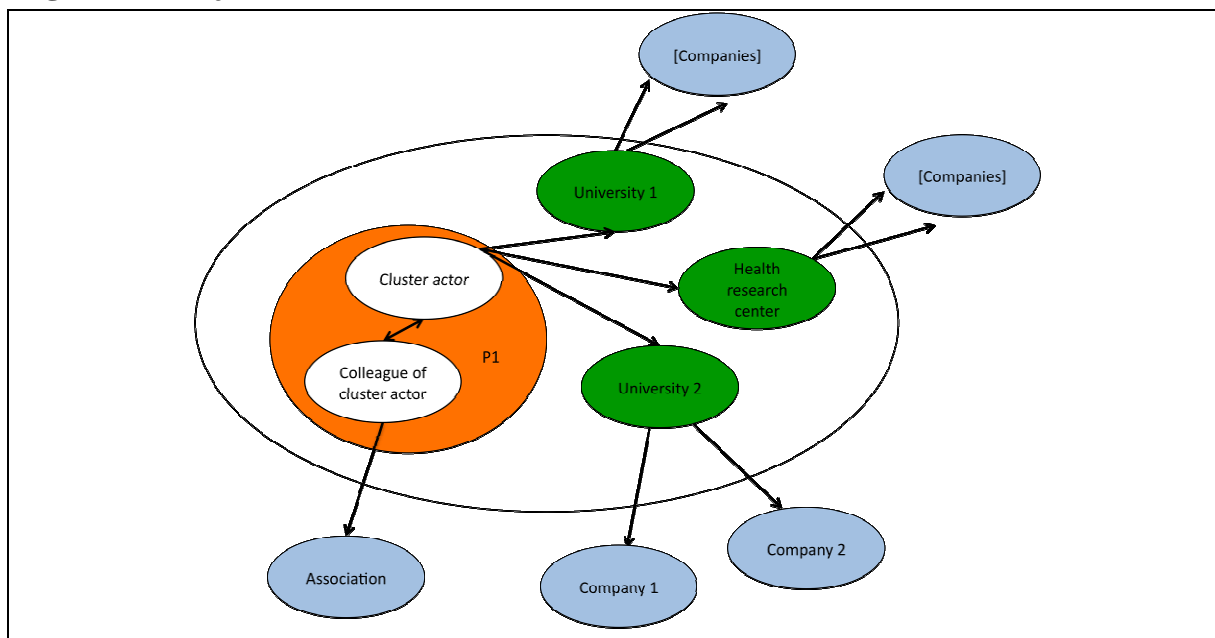 [Companies]
University 1
[Companies]
Cluster actor
Health
research
center
P1
Colleague of
cluster actor
University 2
Company 2
Association
Company 1